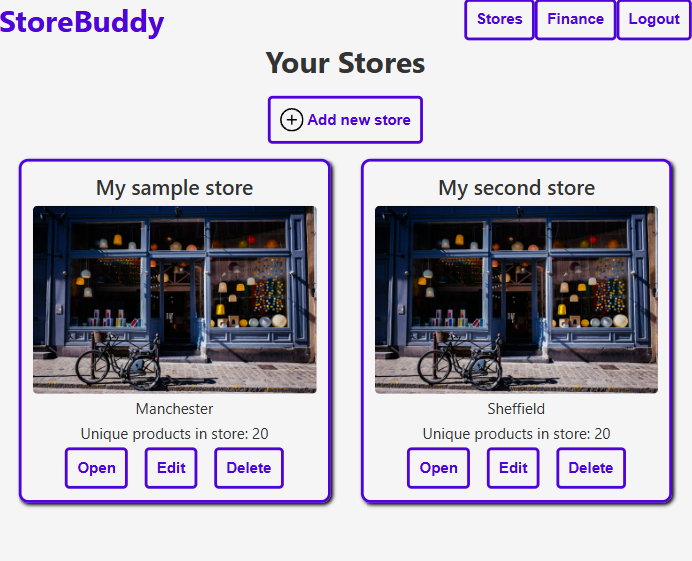 StoreBuddy
Stores Finance Logout
Your Stores
Add new store
My sample store
Manchester
Unique products in store: 20
Open Edit Delete
My second store
Sheffield
Unique products in store: 20
Open Edit Delete